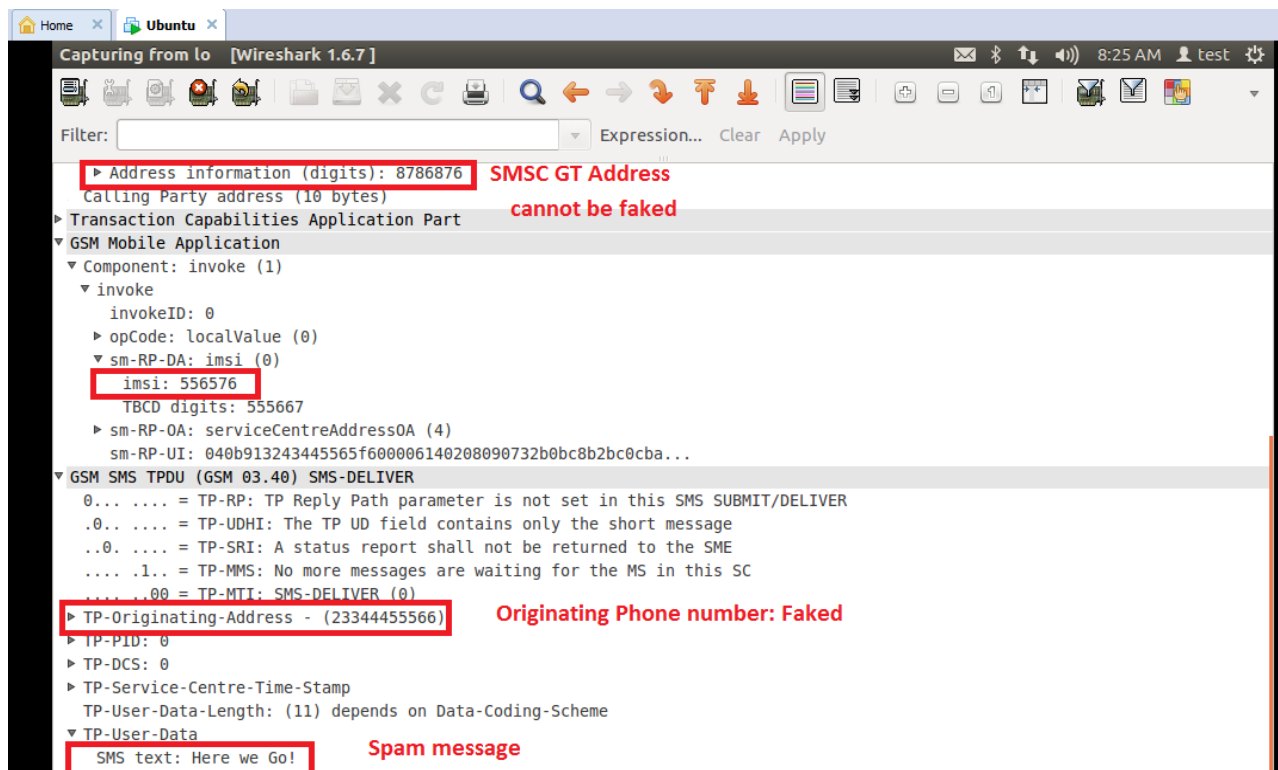 Home × Ubuntu ×
Capturing from lo [Wireshark 1.6.7 ] 8:25 AM test
Filter: Expression... Clear Apply
Address information (digits): 8786876 SMSC GT Address
Calling Party address (10 bytes) cannot be faked
Transaction Capabilities Application Part
GSM Mobile Application
Component: invoke (1)
invoke
invokeID: 0
opCode: localValue (0)
sm-RP-DA: imsi (0)
imsi: 556576
TBCD digits: 555667
sm-RP-OA: serviceCentreAddressOA (4)
sm-RP-UI: 040b913243445565f600006140208090732b0bc8b2bc0cba...
GSM SMS TPDU (GSM 03.40) SMS-DELIVER
0... .... = TP-RP: TP Reply Path parameter is not set in this SMS SUBMIT/DELIVER
.0.. .... = TP-UDHI: The TP UD field contains only the short message
..0. .... = TP-SRI: A status report shall not be returned to the SME
.... .1.. = TP-MMS: No more messages are waiting for the MS in this SC
.... ..00 = TP-MTI: SMS-DELIVER (0)
TP-Originating-Address - (23344455566) Originating Phone number: Faked
TP-PID: 0
TP-DCS: 0
TP-Service-Centre-Time-Stamp
TP-User-Data-Length: (11) depends on Data-Coding-Scheme
TP-User-Data
SMS text: Here we Go! Spam message